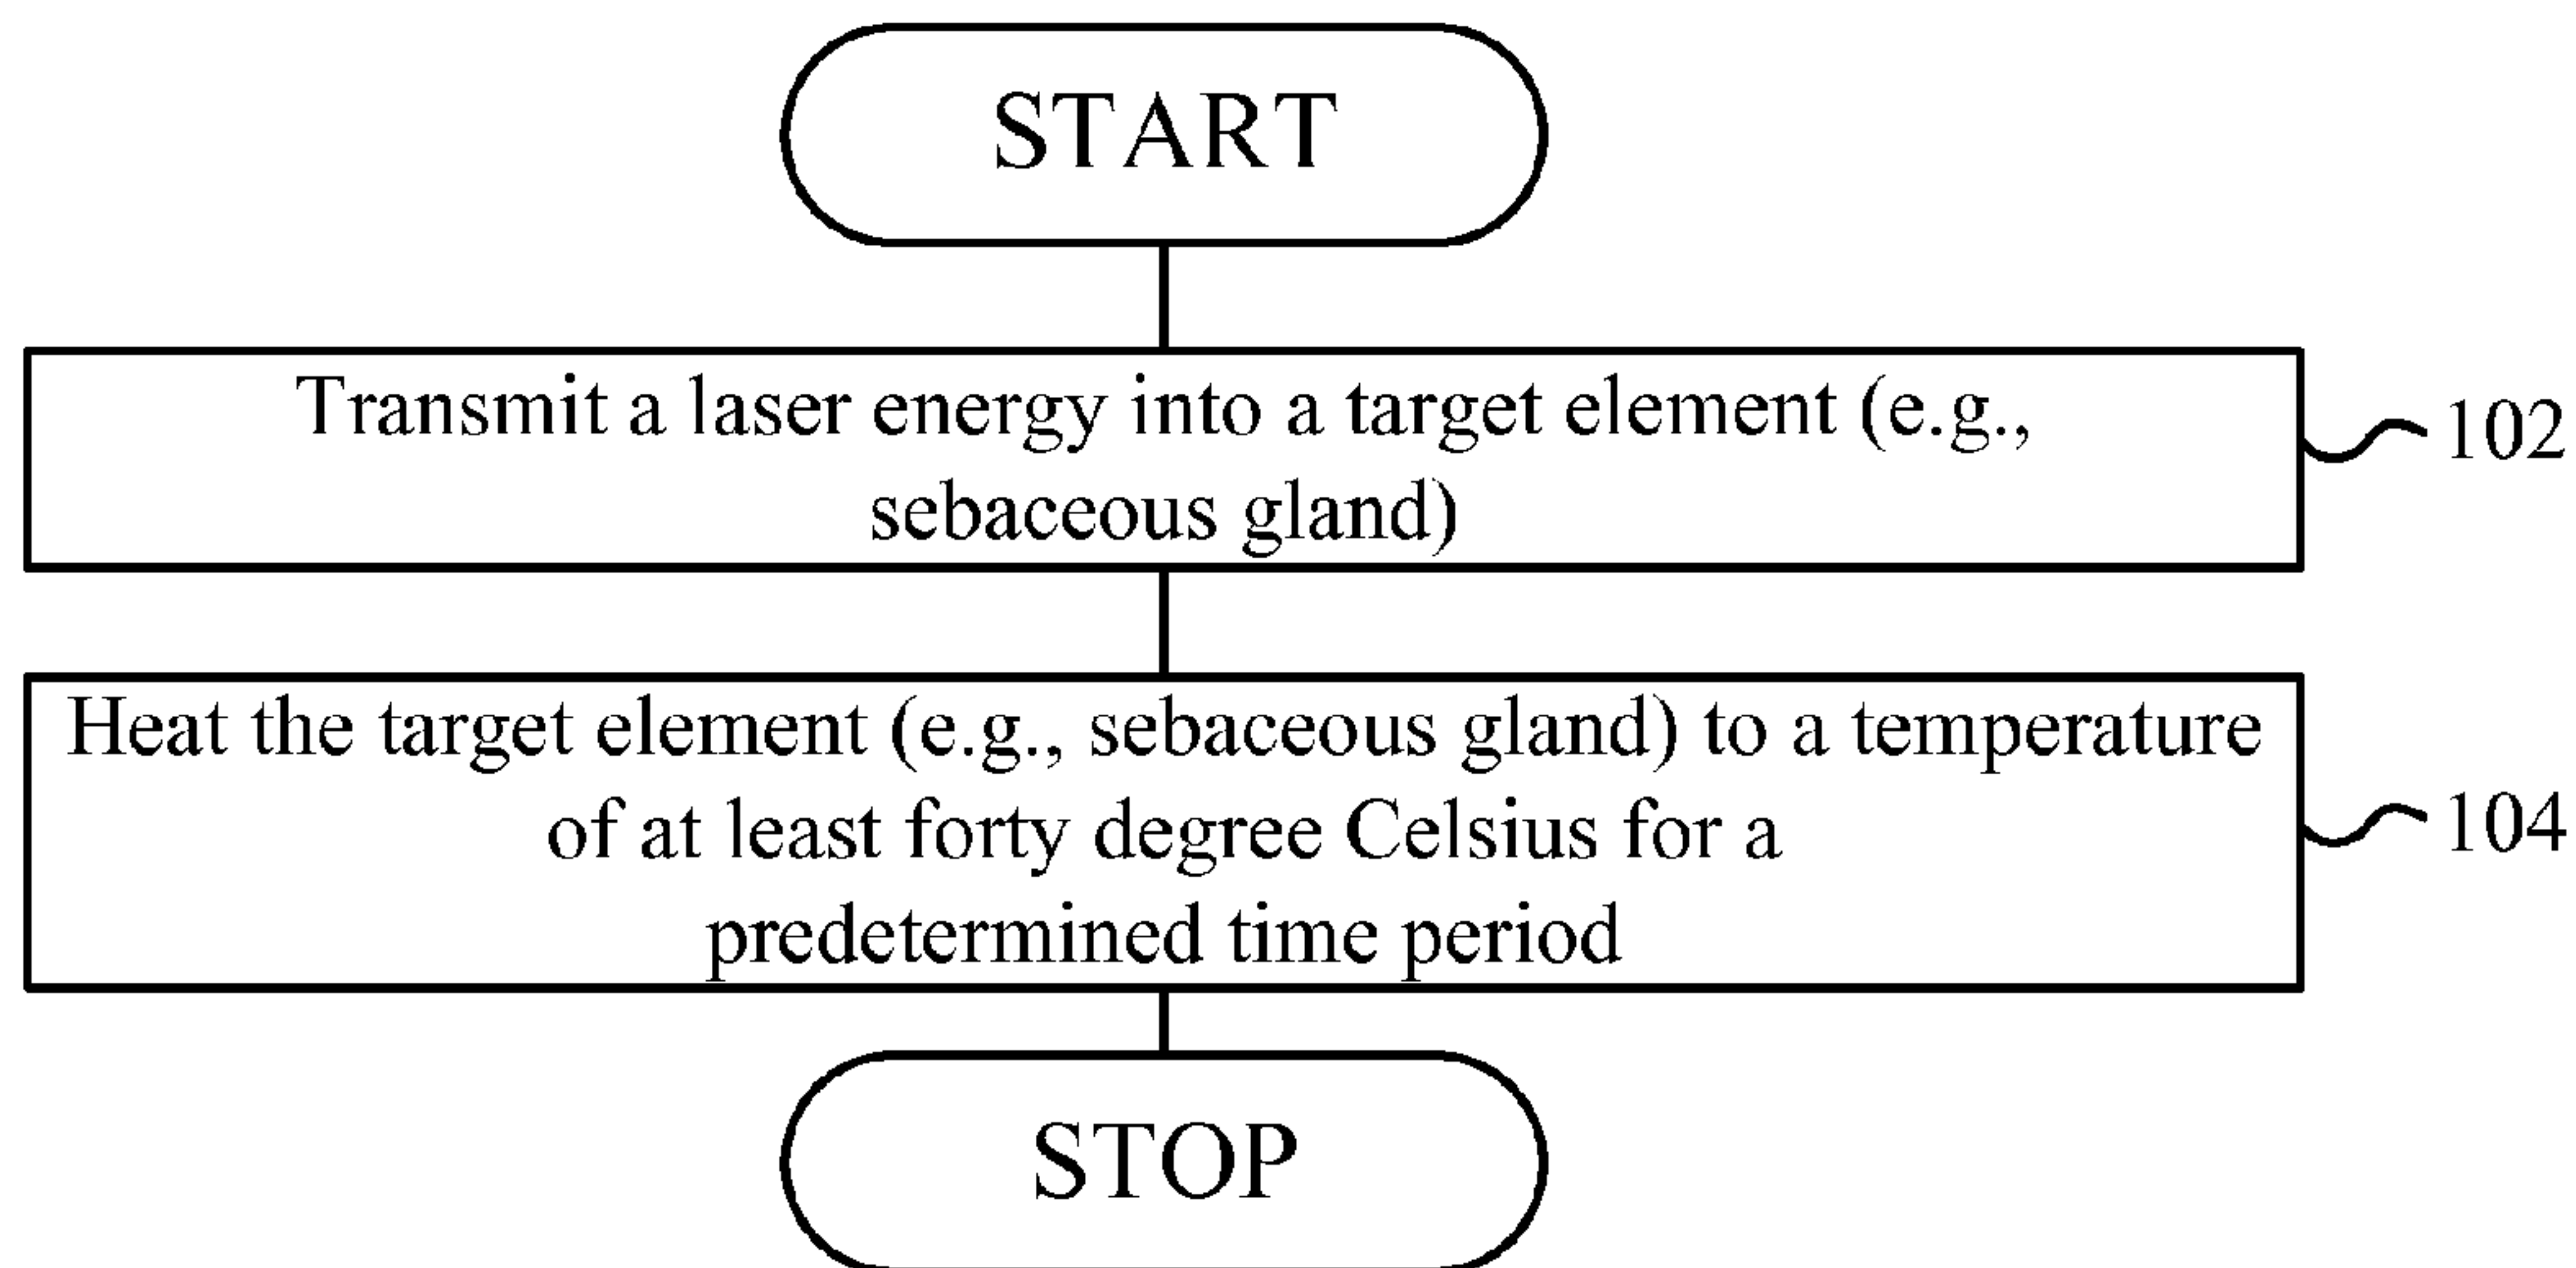 START
Transmit a laser energy into a target element (e.g.,
sebaceous gland)
102
Heat the target element (e.g., sebaceous gland) to a temperature
of at least forty degree Celsius for a
predetermined time period
104
STOP